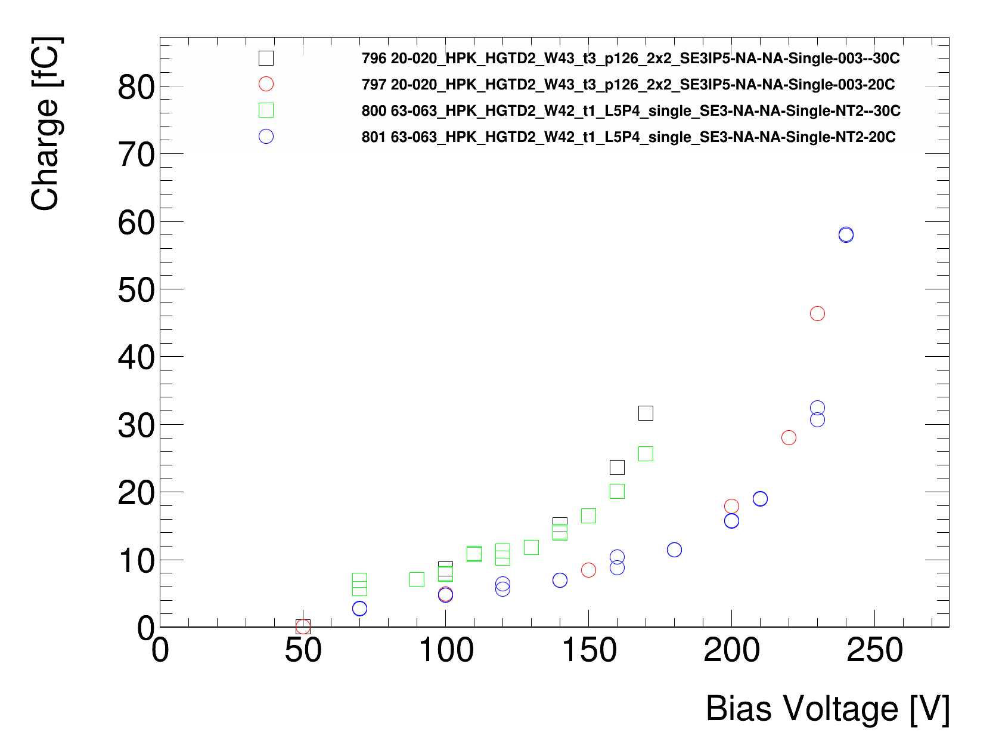 Charge [fC]
796 20-020_HPK_HGTD2_W43_t3_p126_2x2_SE3IP5-NA-NA-Single-003--30C
797 20-020_HPK_HGTD2_W43_t3_p126_2x2_SE3IP5-NA-NA-Single-003-20C
800 63-063_HPK_HGTD2_W42_t1_L5P4_single_SE3-NA-NA-Single-NT2--30C
801 63-063_HPK_HGTD2_W42_t1_L5P4_single_SE3-NA-NA-Single-NT2-20C
80
70
60
50
40
30
20
10
0
0 50 100 150 200 250
Bias Voltage [V]